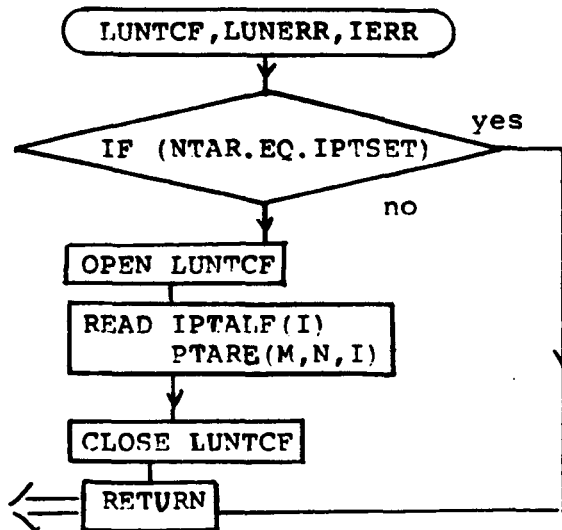 LUNTCF,LUNERR,IERR
yes
IF (NTAR.EQ.IPTSET)
no
OPEN LUNTCF
READ IPTALF(I)
PTARE(M,N,I)
CLOSE LUNTCF
RETURN